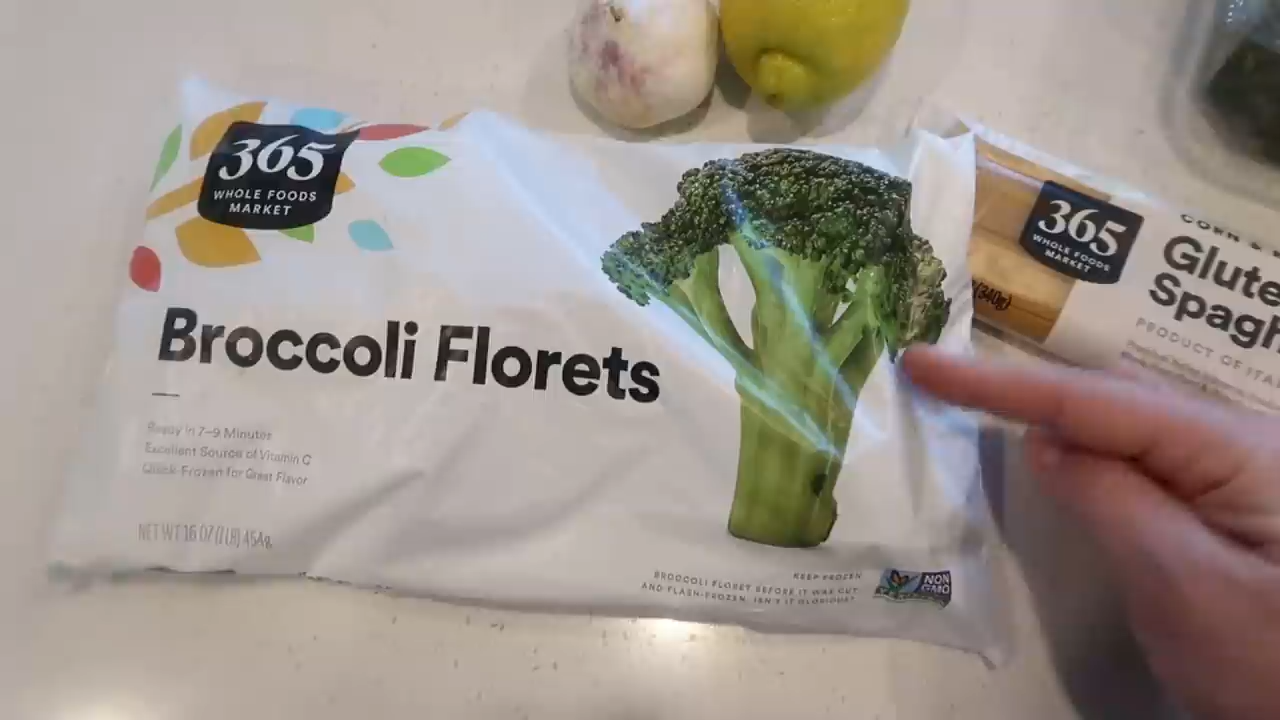 365
WHOLE FOODS
MARKET
Broccoli Florets
Ready in 7–9 Minutes
Excellent Source of Vitamin C
Quick-Frozen for Great Flavor
NET WT 16 OZ (1 LB) 454g
KEEP FROZEN
BROCCOLI FLORET BEFORE IT WAS CUT
AND FLASH-FROZEN. ISN'T IT GLORIOUS?
NON
GMO
365
WHOLE FOODS
MARKET
(340g)
CORN &
Glute
Spagh
PRODUCT OF ITA